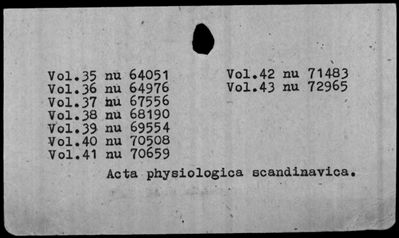 Vol.35 nu 64051 Vol.42 nu 71483
Vol.36 nu 64976 Vol.43 nu 72965
Vol.37 nu 67556
Vol.38 nu 68190
Vol.39 nu 69554
Vol.40 nu 70508
Vol.41 nu 70659
Acta physiologica scandinavica.